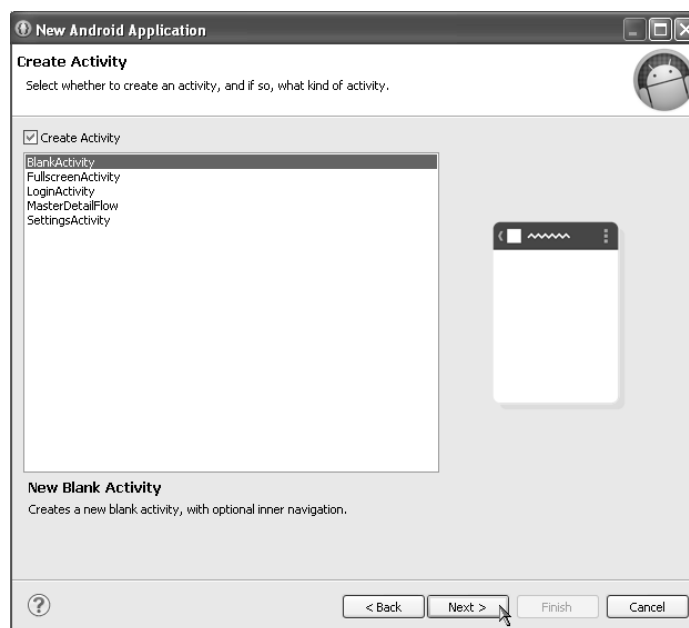 New Android Application
Create Activity
Select whether to create an activity, and if so, what kind of activity.
Create Activity
BlankActivity
FullscreenActivity
LoginActivity
MasterDetailFlow
SettingsActivity
New Blank Activity
Creates a new blank activity, with optional inner navigation.
?
< Back
Next >
Finish
Cancel